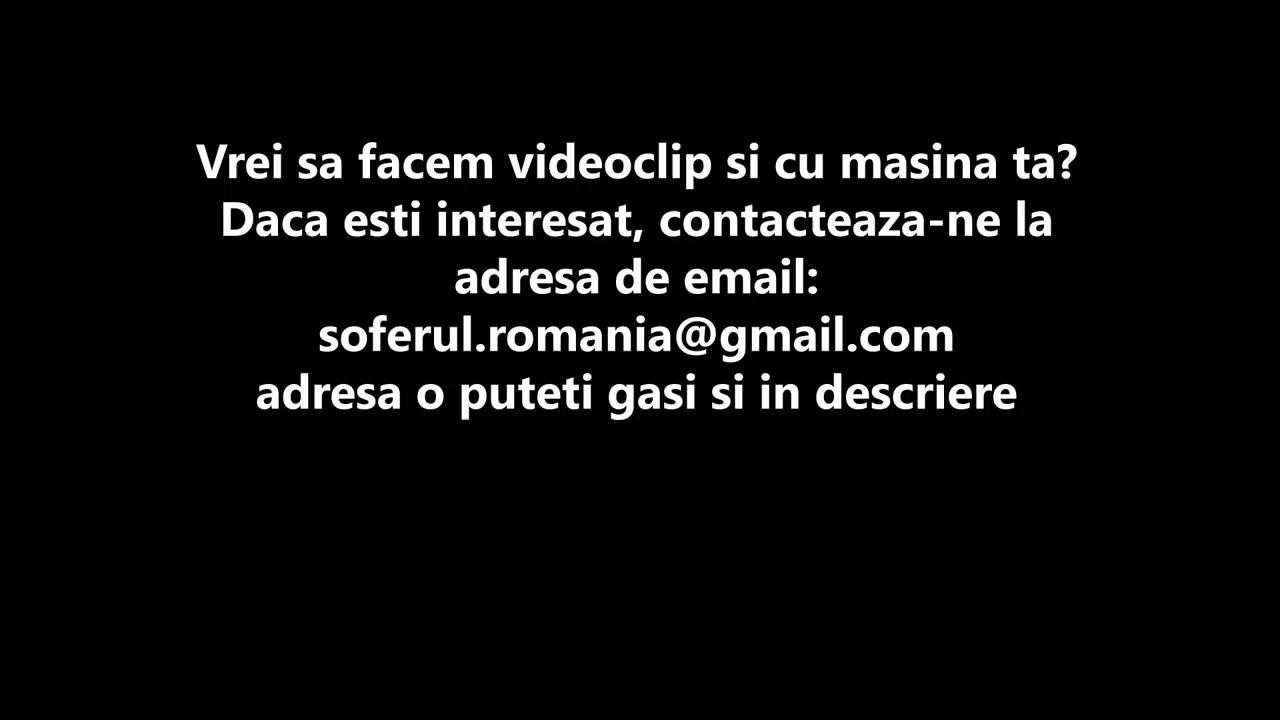 Vrei sa facem videoclip si cu masina ta?
Daca esti interesat, contacteaza-ne la
adresa de email:
soferul.romania@gmail.com
adresa o puteti gasi si in descriere